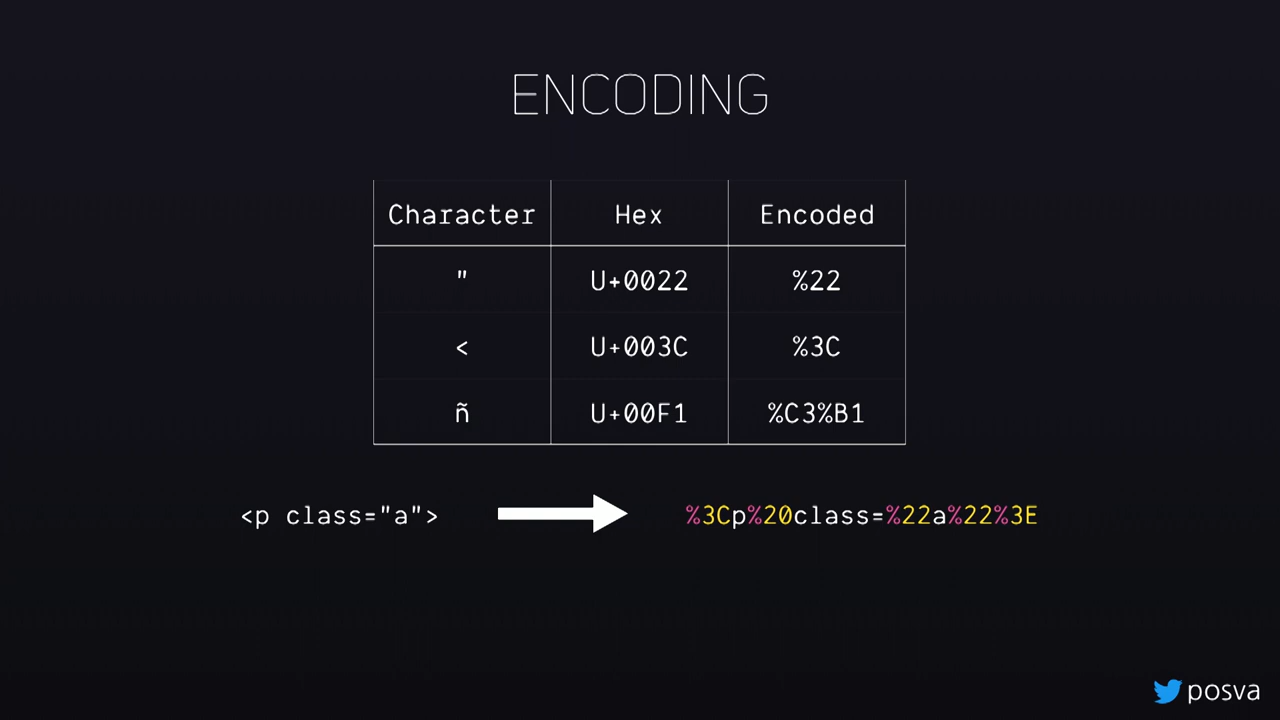 ENCODING
Character Hex Encoded
" U+0022 %22
< U+003C %3C
ñ U+00F1 %C3%B1
<p class="a"> %3Cp%20class=%22a%22%3E
posva